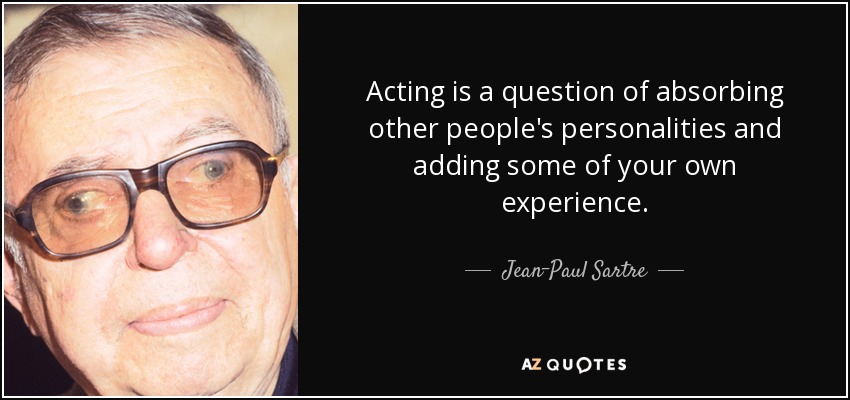 Acting is a question of absorbing
other people's personalities and
adding some of your own
experience.
Jean-Paul Sartre
AZ QUOTES